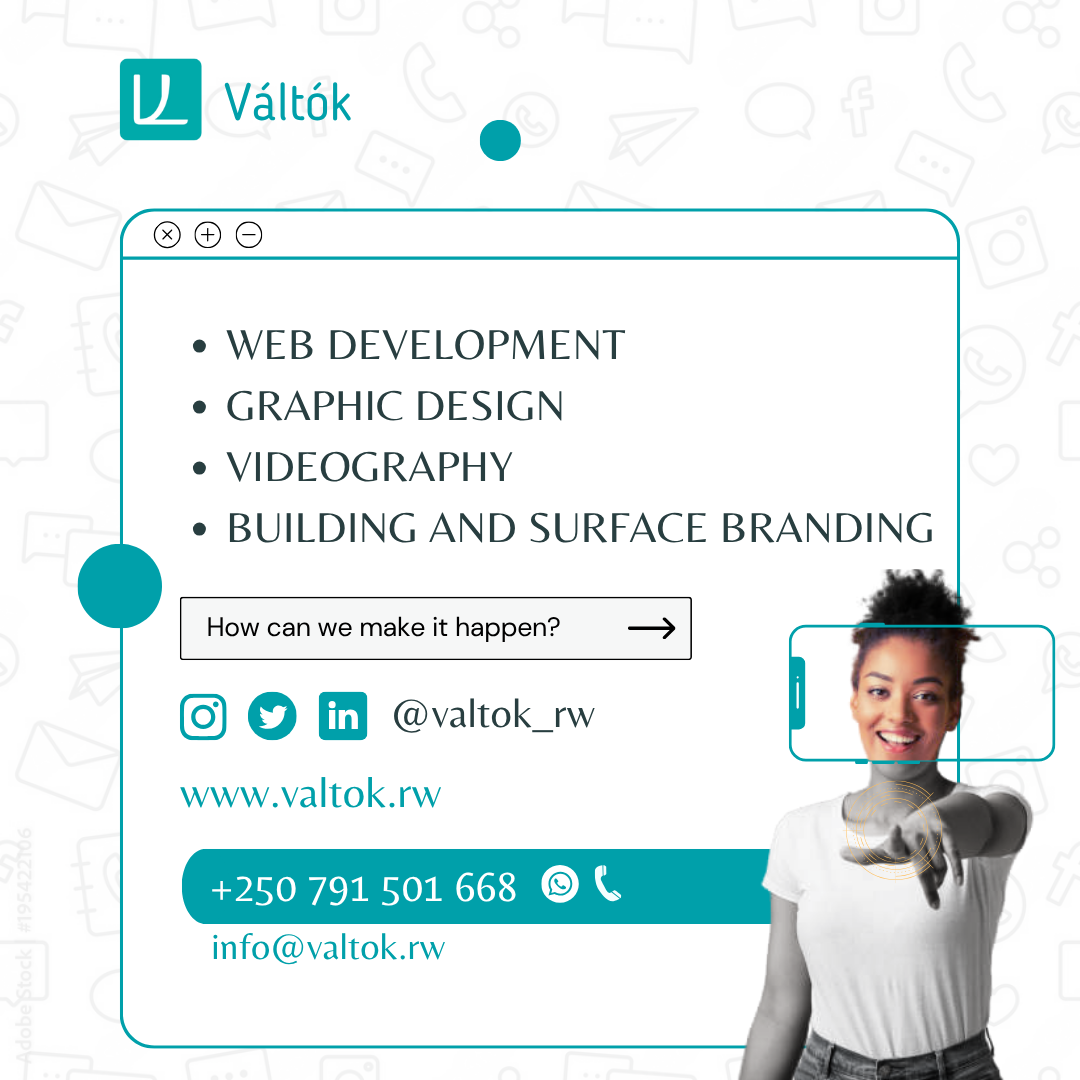 Váltók
WEB DEVELOPMENT
GRAPHIC DESIGN
VIDEOGRAPHY
BUILDING AND SURFACE BRANDING
How can we make it happen?
@valtok_rw
www.valtok.rw
+250 791 501 668
info@valtok.rw
Adobe Stock | #195422106